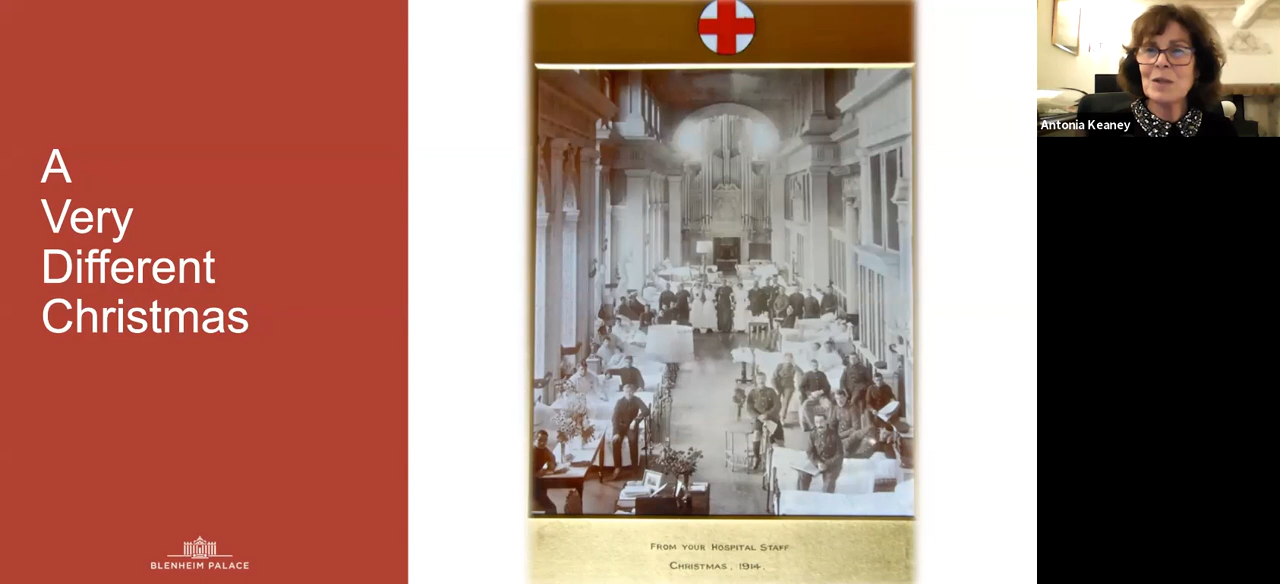 A
Very
Different
Christmas
BLENHEIM PALACE
FROM YOUR HOSPITAL STAFF
CHRISTMAS, 1914.
Antonia Keaney